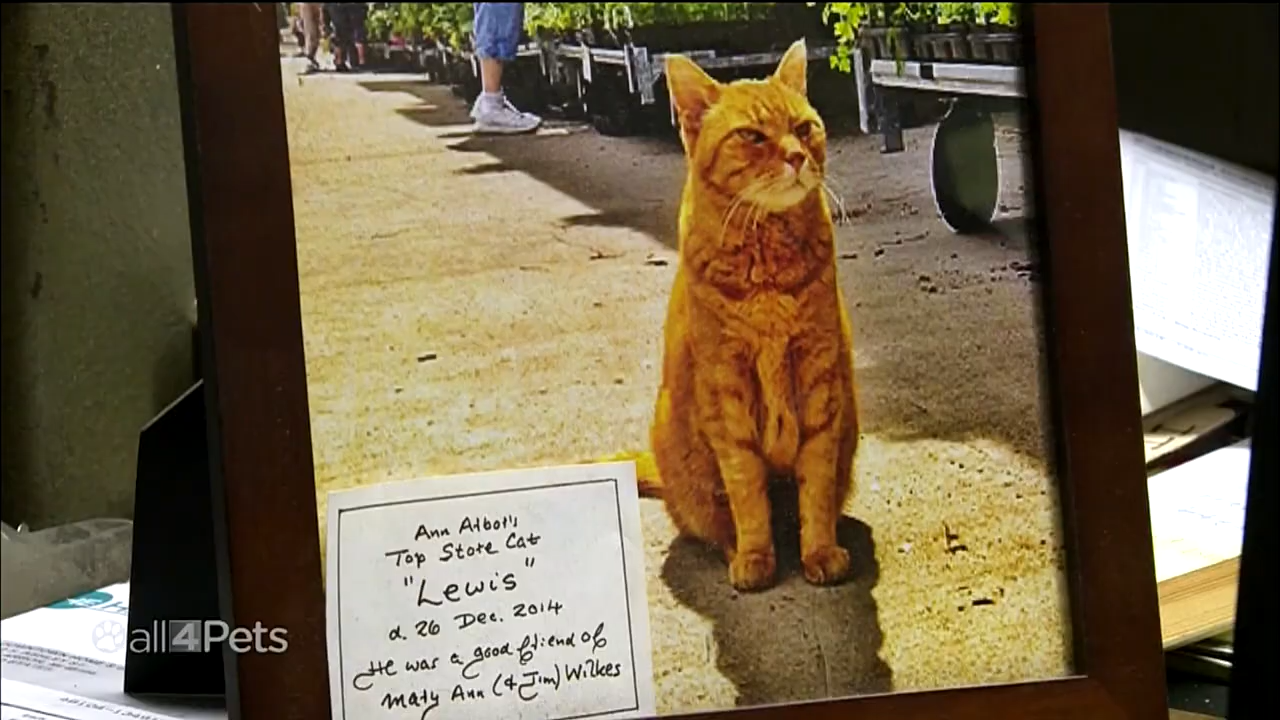 Ann Arbor's
Top Store Cat
"Lewis"
d. 26 Dec. 2014
He was a good friend of
Mary Ann (& Jim) Wilkes
all4Pets